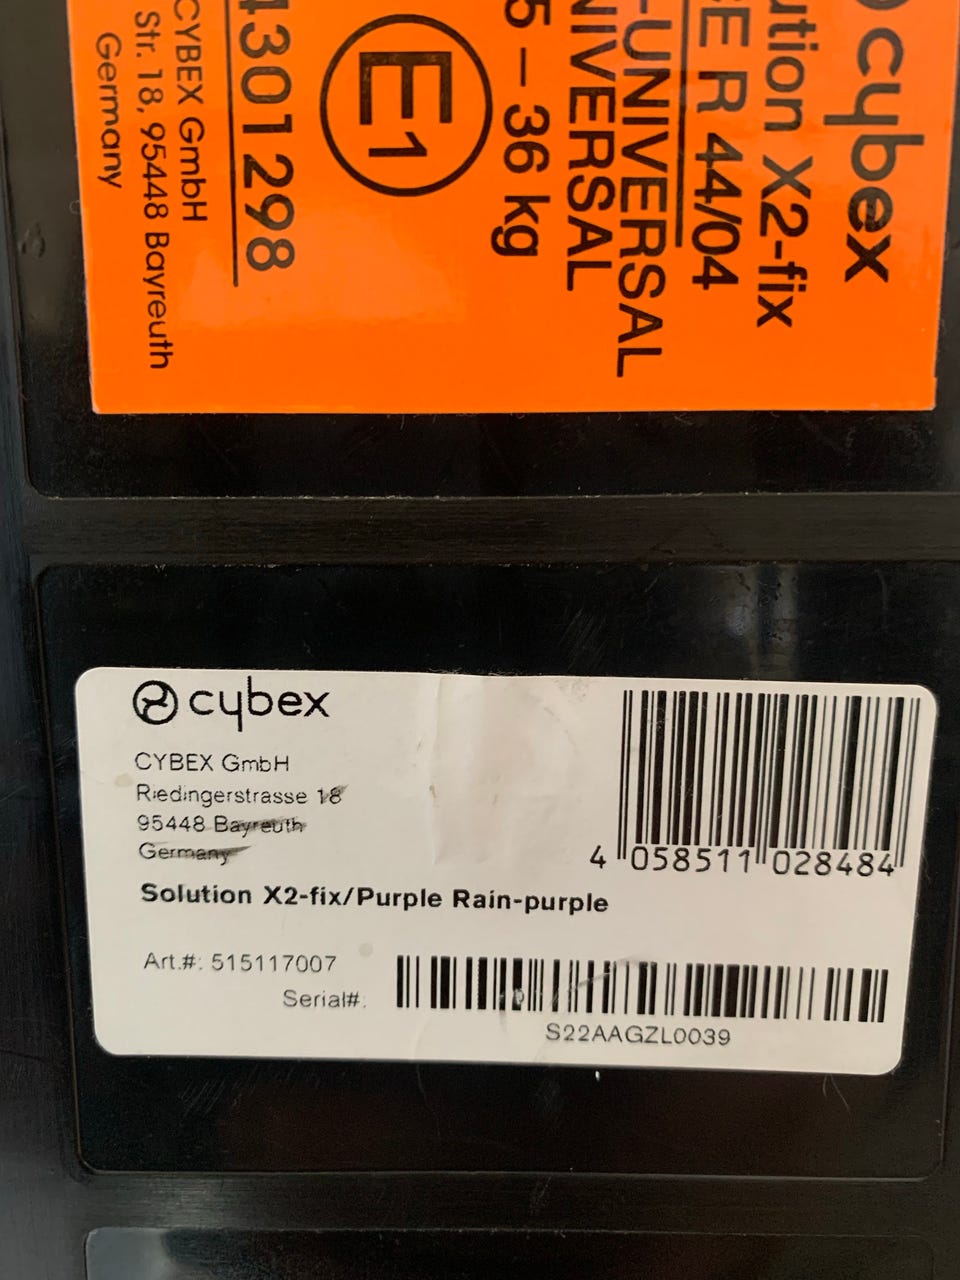 cybex
ution X2-fix
E R 44/04
-UNIVERSAL
NIVERSAL
5 – 36 kg
E1
4301298
CYBEX GmbH
Str. 18, 95448 Bayreuth
Germany
cybex
CYBEX GmbH
Riedingerstrasse 18
95448 Bayreuth
Germany
4 058511 028484
Solution X2-fix/Purple Rain-purple
Art.#: 515117007
Serial#:
S22AAGZL0039